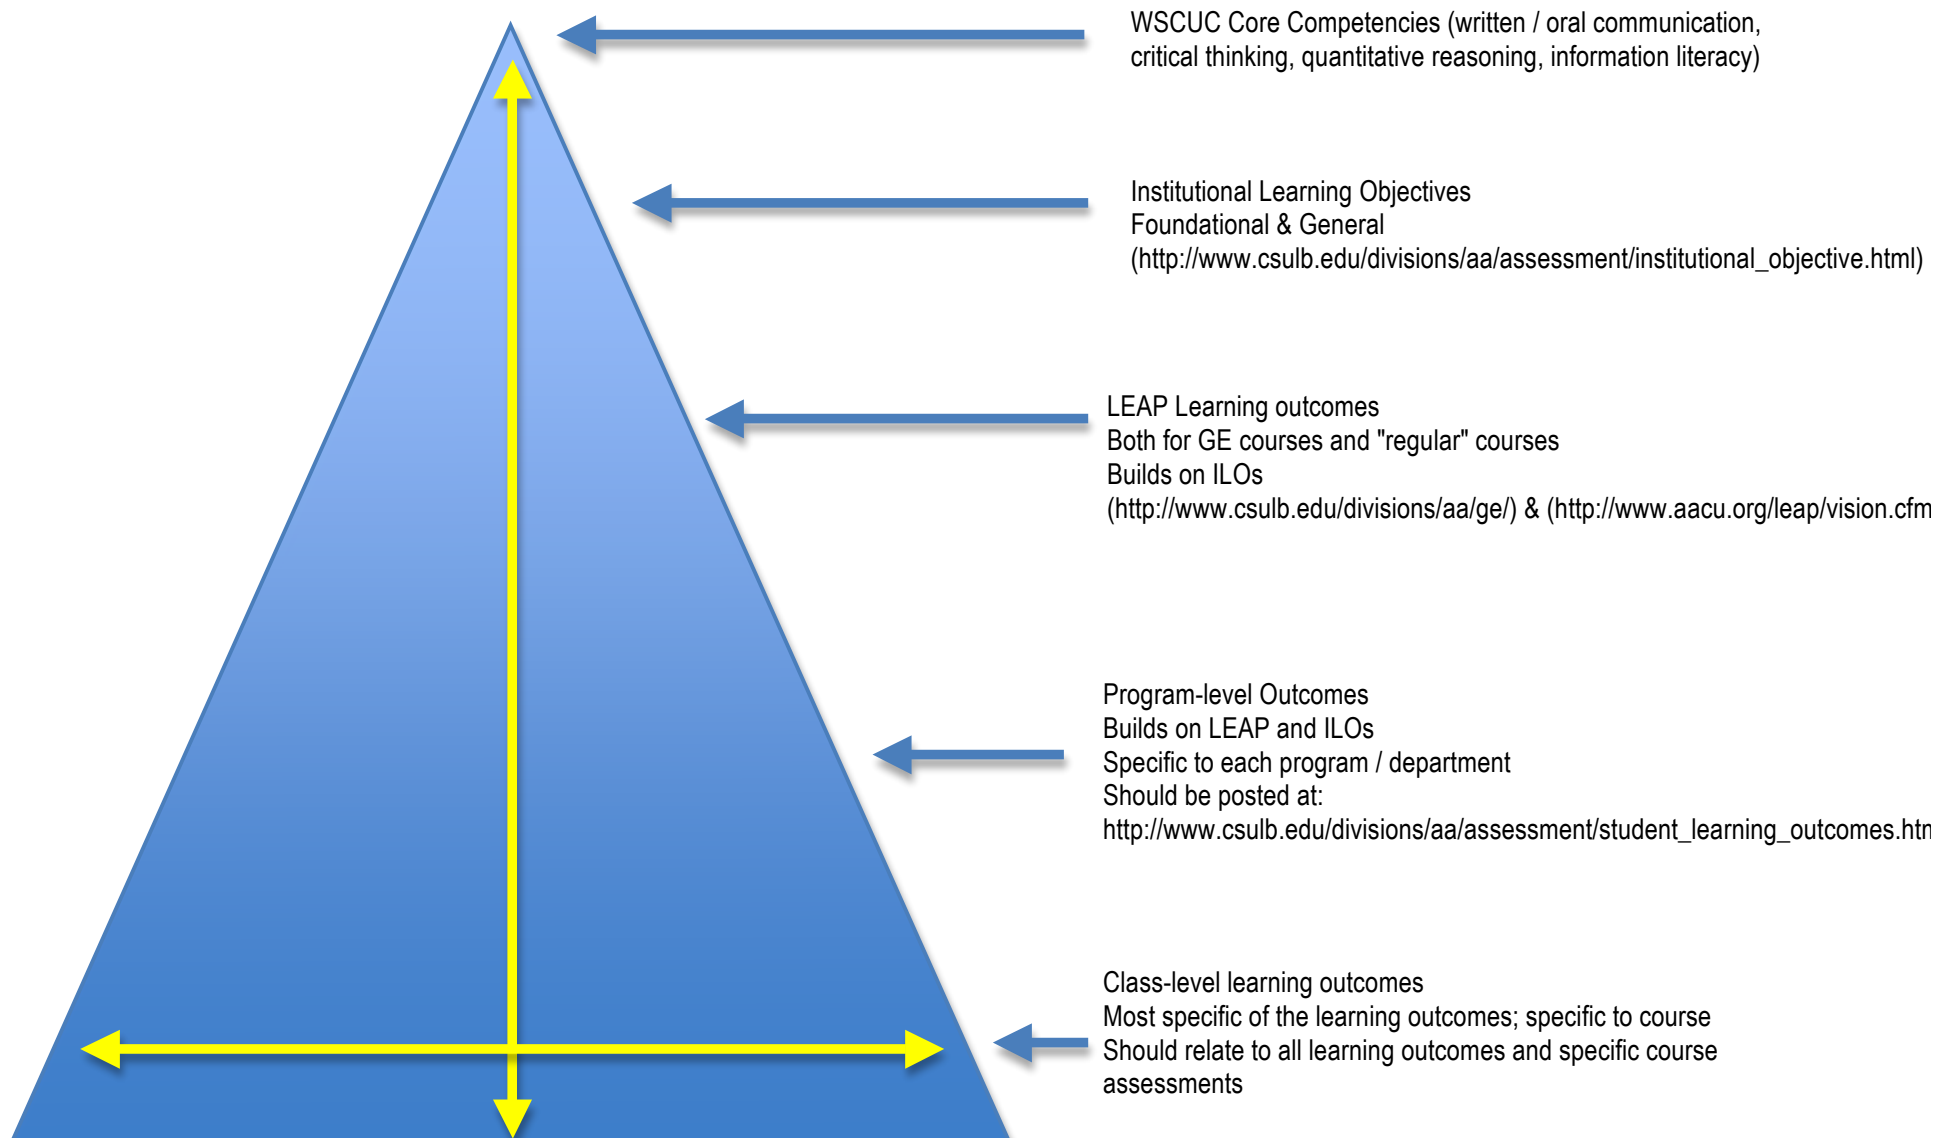 WSCUC Core Competencies (written / oral communication,
critical thinking, quantitative reasoning, information literacy)
Institutional Learning Objectives
Foundational & General
(http://www.csulb.edu/divisions/aa/assessment/institutional_objective.html)
LEAP Learning outcomes
Both for GE courses and "regular" courses
Builds on ILOs
(http://www.csulb.edu/divisions/aa/ge/) & (http://www.aacu.org/leap/vision.cfm
Program-level Outcomes
Builds on LEAP and ILOs
Specific to each program / department
Should be posted at:
http://www.csulb.edu/divisions/aa/assessment/student_learning_outcomes.htm
Class-level learning outcomes
Most specific of the learning outcomes; specific to course
Should relate to all learning outcomes and specific course
assessments